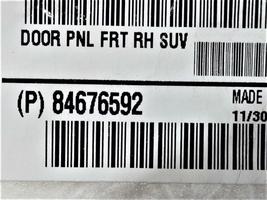 DOOR PNL FRT RH SUV
(P) 84676592
MADE
11/30